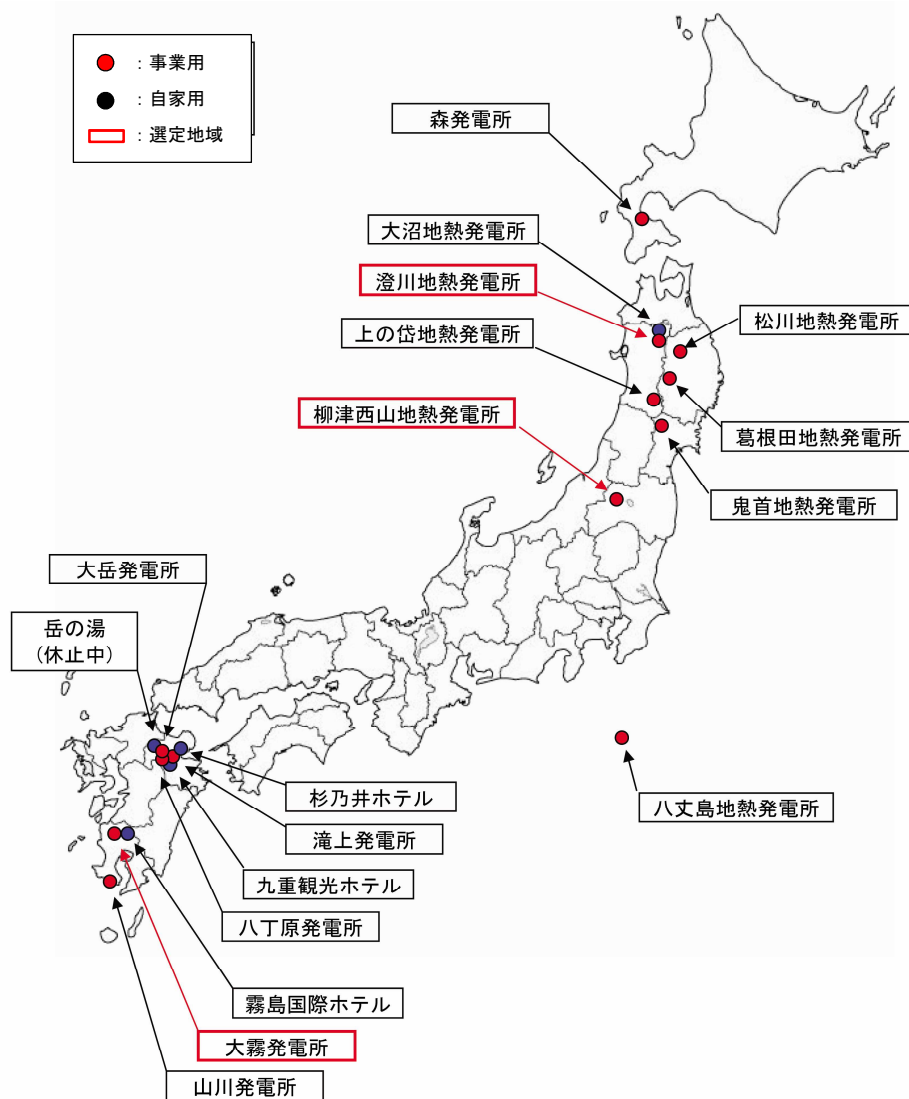 ：事業用
：自家用
：選定地域
森発電所
大沼地熱発電所
澄川地熱発電所
松川地熱発電所
上の岱地熱発電所
柳津西山地熱発電所
葛根田地熱発電所
鬼首地熱発電所
大岳発電所
岳の湯
（休止中）
杉乃井ホテル
八丈島地熱発電所
滝上発電所
九重観光ホテル
八丁原発電所
霧島国際ホテル
大霧発電所
山川発電所